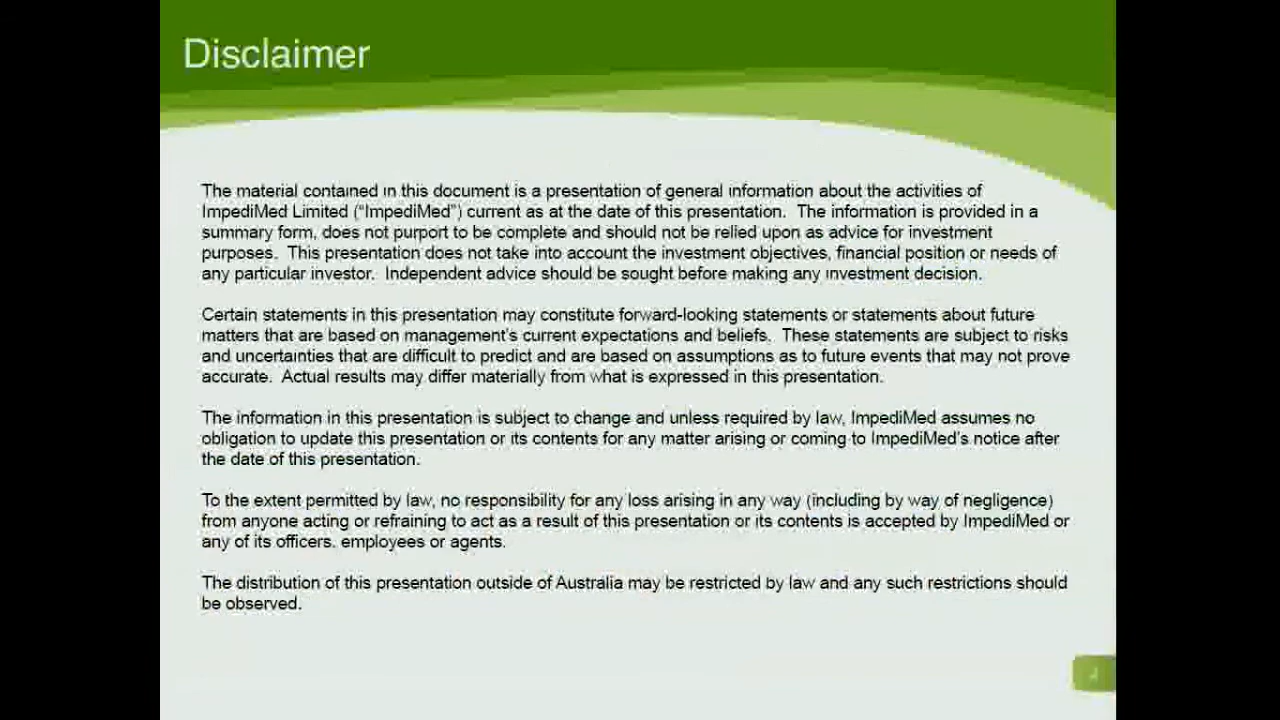 Disclaimer
The material contained in this document is a presentation of general information about the activities of
ImpediMed Limited (“ImpediMed”) current as at the date of this presentation. The information is provided in a
summary form, does not purport to be complete and should not be relied upon as advice for investment
purposes. This presentation does not take into account the investment objectives, financial position or needs of
any particular investor. Independent advice should be sought before making any investment decision.
Certain statements in this presentation may constitute forward-looking statements or statements about future
matters that are based on management's current expectations and beliefs. These statements are subject to risks
and uncertainties that are difficult to predict and are based on assumptions as to future events that may not prove
accurate. Actual results may differ materially from what is expressed in this presentation.
The information in this presentation is subject to change and unless required by law, ImpediMed assumes no
obligation to update this presentation or its contents for any matter arising or coming to ImpediMed's notice after
the date of this presentation.
To the extent permitted by law, no responsibility for any loss arising in any way (including by way of negligence)
from anyone acting or refraining to act as a result of this presentation or its contents is accepted by ImpediMed or
any of its officers. employees or agents.
The distribution of this presentation outside of Australia may be restricted by law and any such restrictions should
be observed.